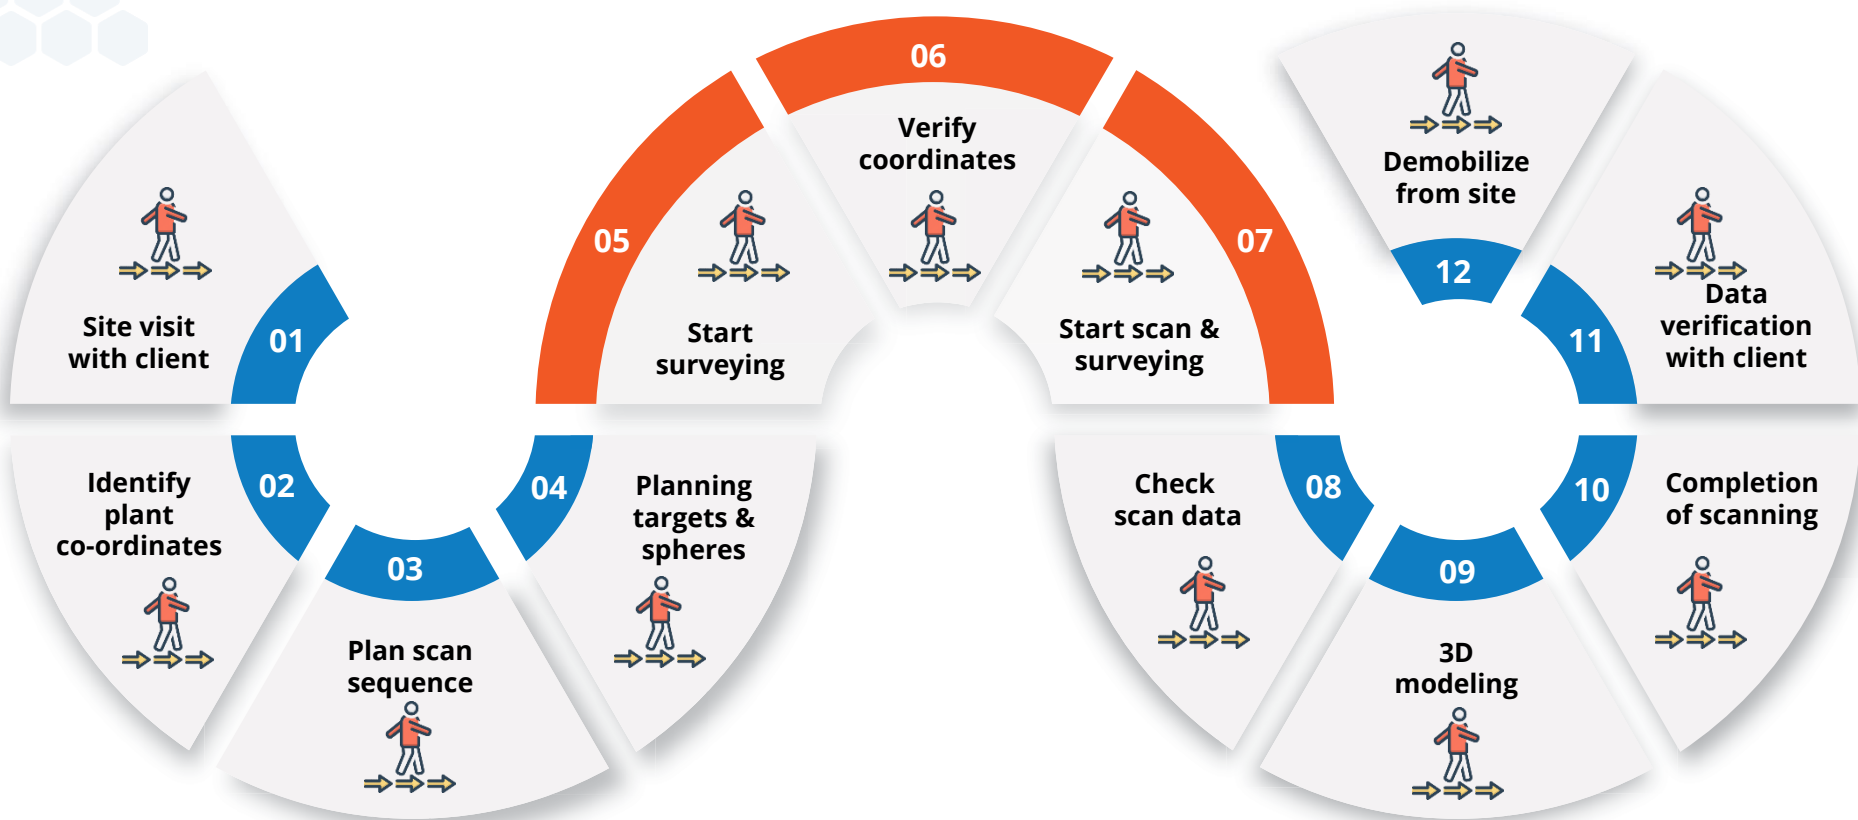 01
Site visit
with client
02
Identify
plant
co-ordinates
03
Plan scan
sequence
04
Planning
targets &
spheres
05
Start
surveying
06
Verify
coordinates
07
Start scan &
surveying
08
Check
scan data
09
3D
modeling
10
Completion
of scanning
11
Data
verification
with client
12
Demobilize
from site